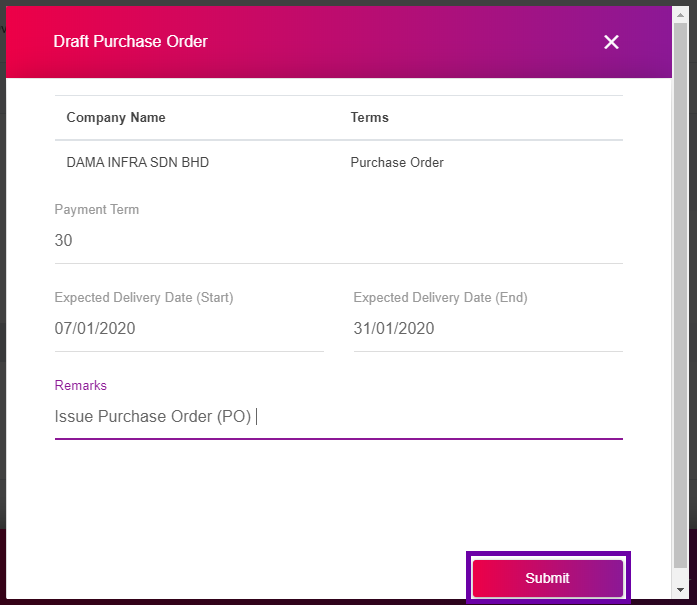 Draft Purchase Order
Company Name Terms
DAMA INFRA SDN BHD Purchase Order
Payment Term
30
Expected Delivery Date (Start) Expected Delivery Date (End)
07/01/2020 31/01/2020
Remarks
Issue Purchase Order (PO)
Submit